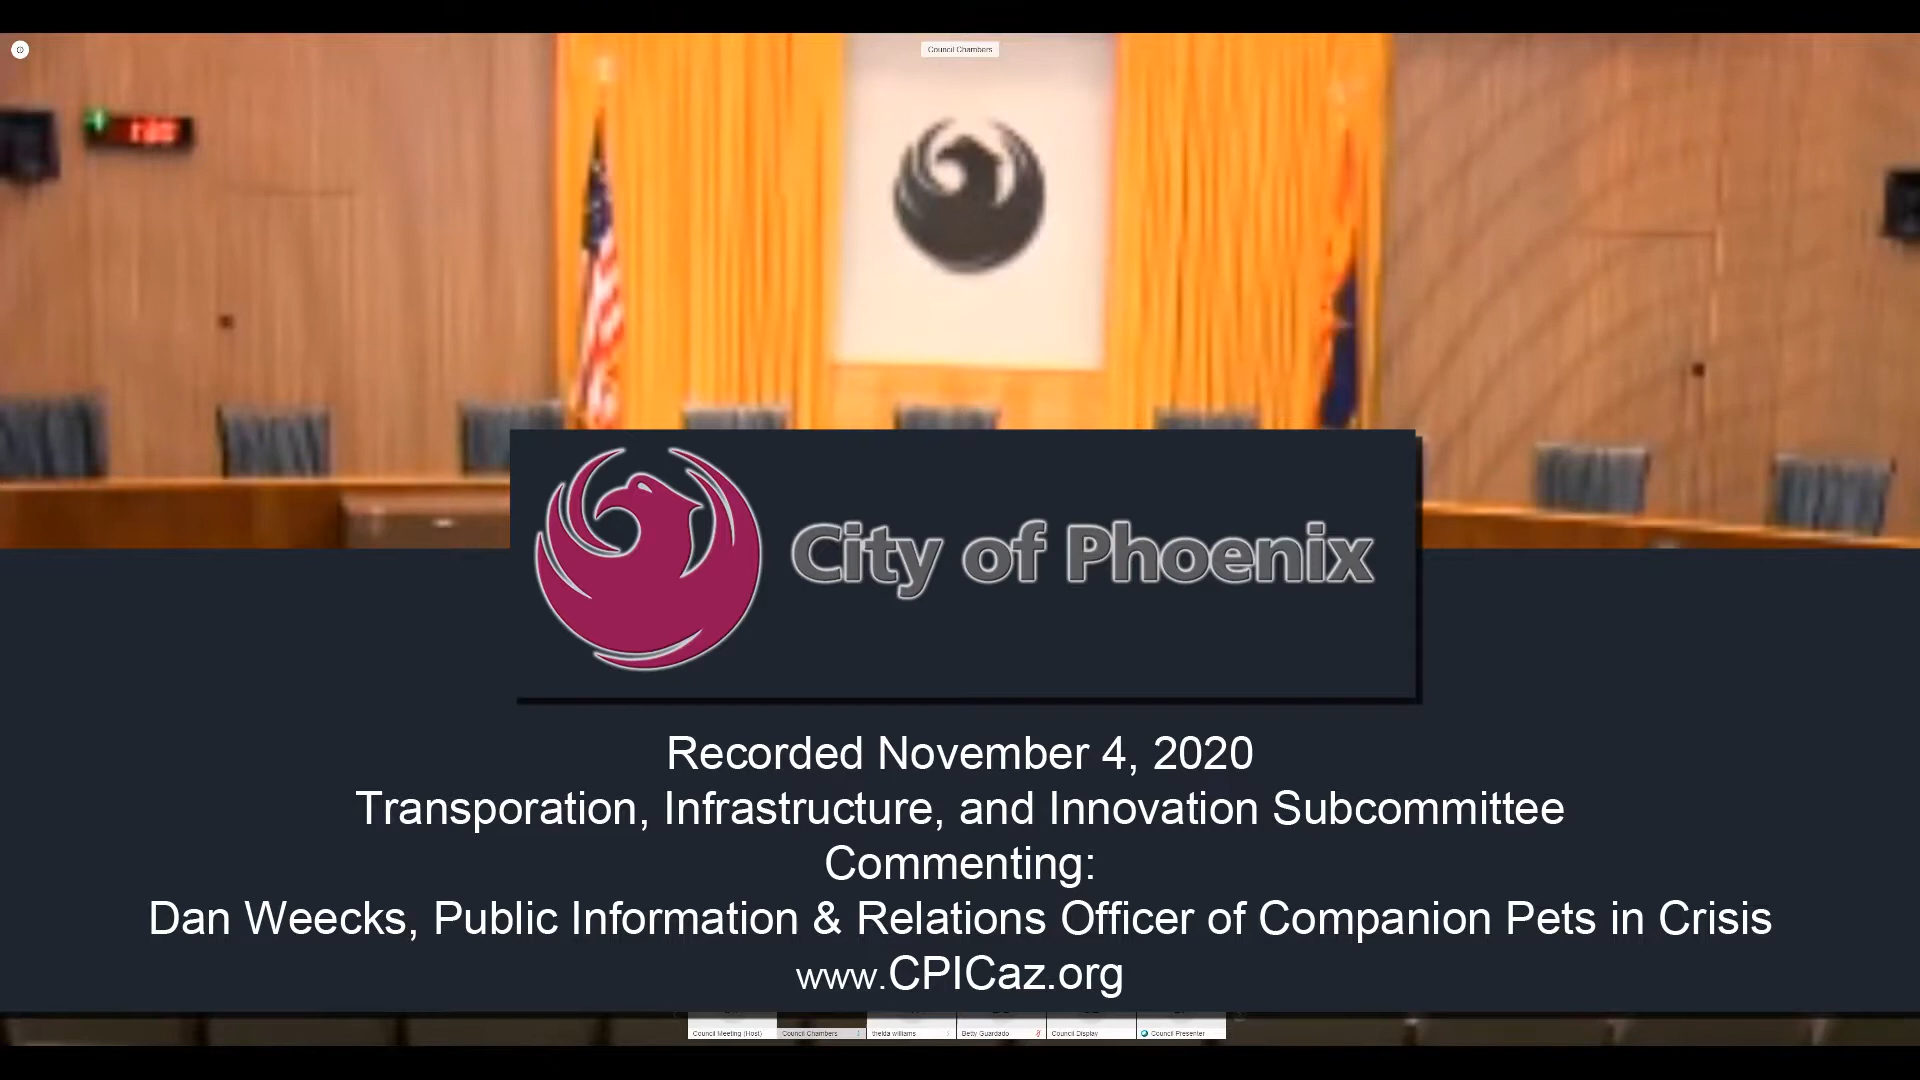 Council Chambers
City of Phoenix
Recorded November 4, 2020
Transporation, Infrastructure, and Innovation Subcommittee
Commenting:
Dan Weecks, Public Information & Relations Officer of Companion Pets in Crisis
www.CPICaz.org
Council Meeting (Host)
Council Chambers
thelda williams
Betty Guardado
Council Display
Council Presenter